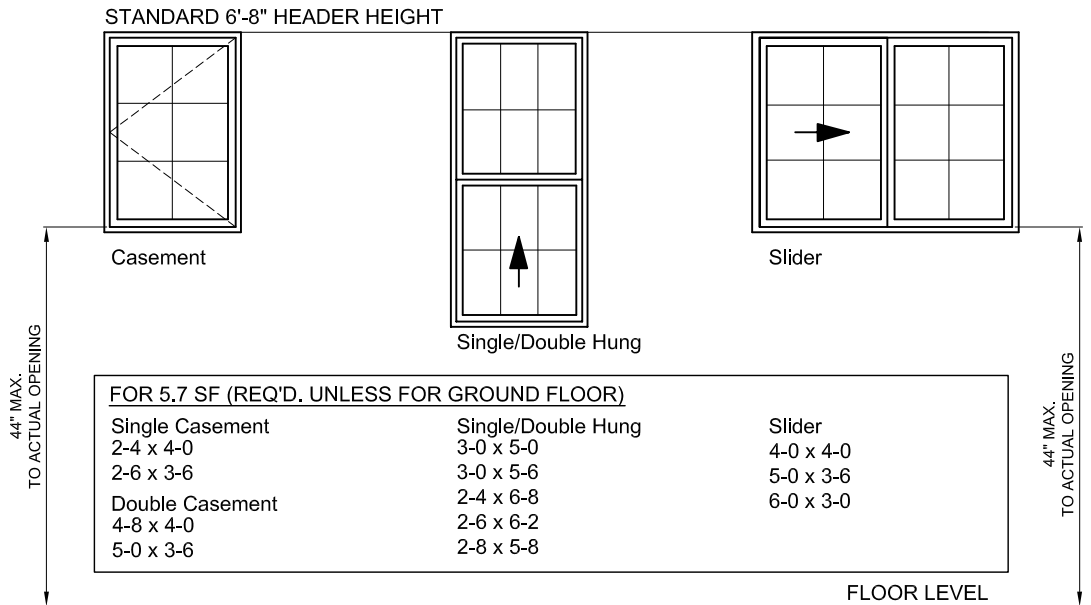 STANDARD 6'-8" HEADER HEIGHT
Casement
Slider
Single/Double Hung
44" MAX.
TO ACTUAL OPENING
44" MAX.
TO ACTUAL OPENING
FOR 5.7 SF (REQ'D. UNLESS FOR GROUND FLOOR)
Single Casement
2-4 x 4-0
2-6 x 3-6
Double Casement
4-8 x 4-0
5-0 x 3-6
Single/Double Hung
3-0 x 5-0
3-0 x 5-6
2-4 x 6-8
2-6 x 6-2
2-8 x 5-8
Slider
4-0 x 4-0
5-0 x 3-6
6-0 x 3-0
FLOOR LEVEL